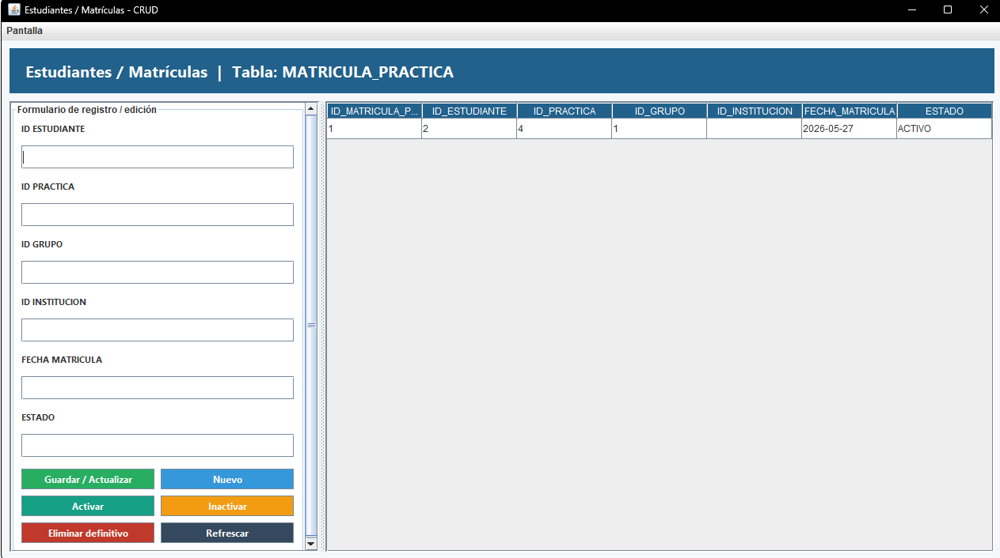 Estudiantes / Matrículas - CRUD
Pantalla
Estudiantes / Matrículas | Tabla: MATRICULA_PRACTICA
Formulario de registro / edición
ID ESTUDIANTE
ID PRACTICA
ID GRUPO
ID INSTITUCION
FECHA MATRICULA
ESTADO
Guardar / Actualizar Nuevo
Activar Inactivar
Eliminar definitivo Refrescar
ID_MATRICULA_P... ID_ESTUDIANTE ID_PRACTICA ID_GRUPO ID_INSTITUCION FECHA_MATRICULA ESTADO
1 2 4 1 2026-05-27 ACTIVO